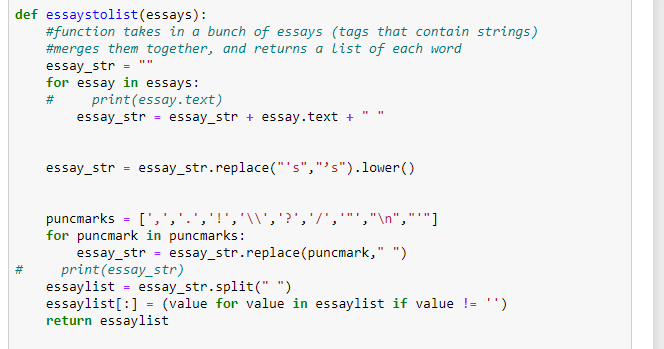 def essaystolist(essays):
    #function takes in a bunch of essays (tags that contain strings)
    #merges them together, and returns a list of each word
    essay_str = ""
    for essay in essays:
    #     print(essay.text)
        essay_str = essay_str + essay.text + " "
    essay_str = essay_str.replace("'s","’s").lower()
    puncmarks = [',','.','!','\\','?','/','"',"\n","'"]
    for puncmark in puncmarks:
        essay_str = essay_str.replace(puncmark," ")
#     print(essay_str)
    essaylist = essay_str.split(" ")
    essaylist[:] = (value for value in essaylist if value != '')
    return essaylist